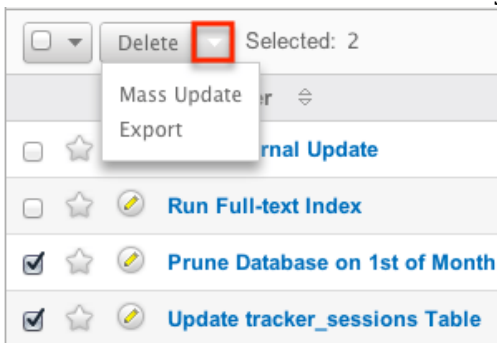 Delete Selected: 2
Mass Update
r
Export
rnal Update
Run Full-text Index
Prune Database on 1st of Month
Update tracker_sessions Table